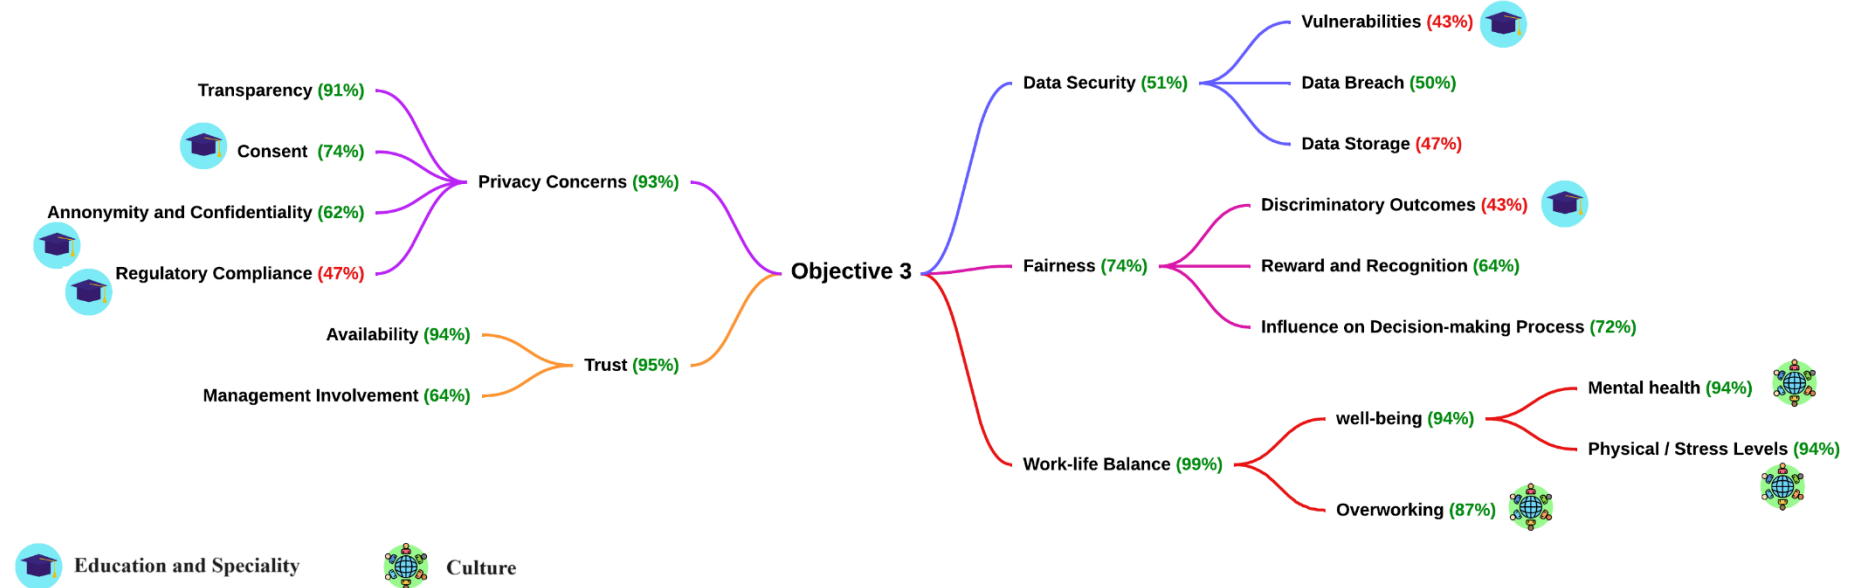 Transparency (91%)
Consent (74%)
Annonymity and Confidentiality (62%)
Regulatory Compliance (47%)
Privacy Concerns (93%)
Availability (94%)
Management Involvement (64%)
Trust (95%)
Objective 3
Data Security (51%)
Vulnerabilities (43%)
Data Breach (50%)
Data Storage (47%)
Fairness (74%)
Discriminatory Outcomes (43%)
Reward and Recognition (64%)
Influence on Decision-making Process (72%)
Work-life Balance (99%)
well-being (94%)
Mental health (94%)
Physical / Stress Levels (94%)
Overworking (87%)
Education and Speciality
Culture